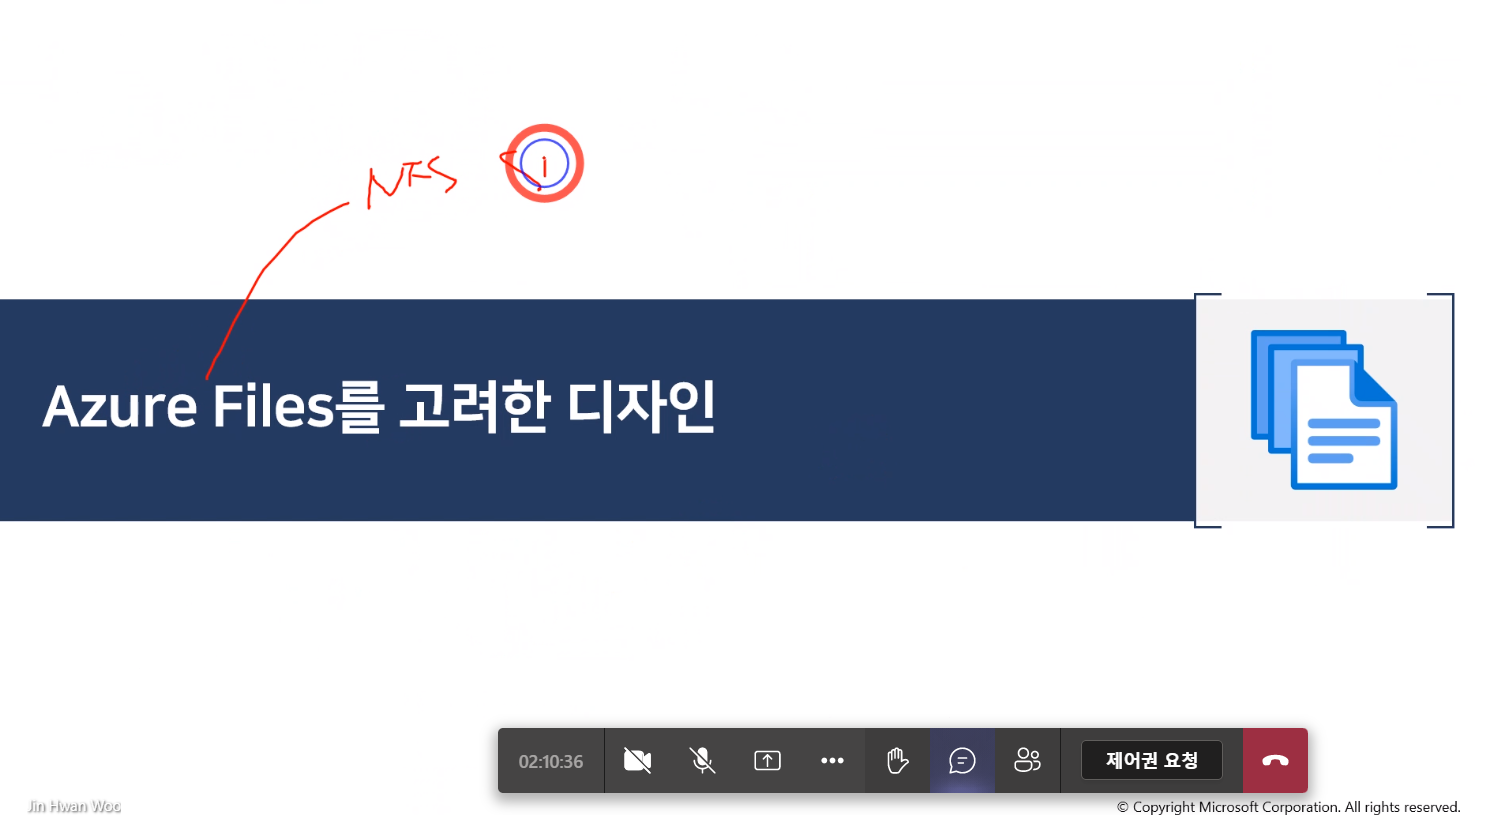 NFS
Azure Files를 고려한 디자인
02:10:36
제어권 요청
Jin Hwan Woo
© Copyright Microsoft Corporation. All rights reserved.